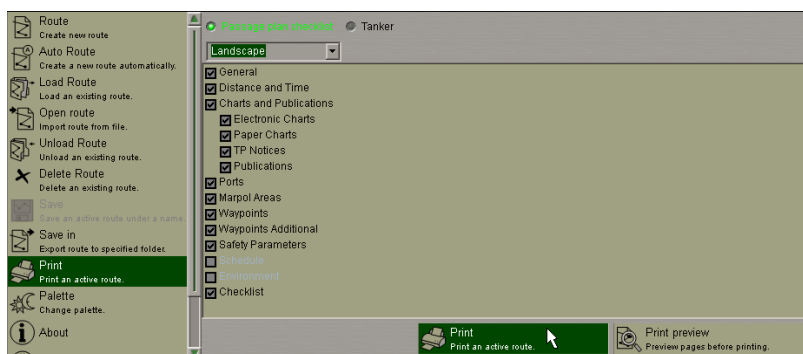 Route
Create new route
Auto Route
Create a new route automatically.
Load Route
Load an existing route.
Open route
Import route from file.
Unload Route
Unload an existing route.
Delete Route
Delete an existing route.
Save
Save an active route under a name.
Save in
Export route to specified folder.
Print
Print an active route.
Palette
Change palette.
About
Passage plan checklist
Tanker
Landscape
General
Distance and Time
Charts and Publications
Electronic Charts
Paper Charts
TP Notices
Publications
Ports
Marpol Areas
Waypoints
Waypoints Additional
Safety Parameters
Schedule
Environment
Checklist
Print
Print an active route.
Print preview
Preview pages before printing.